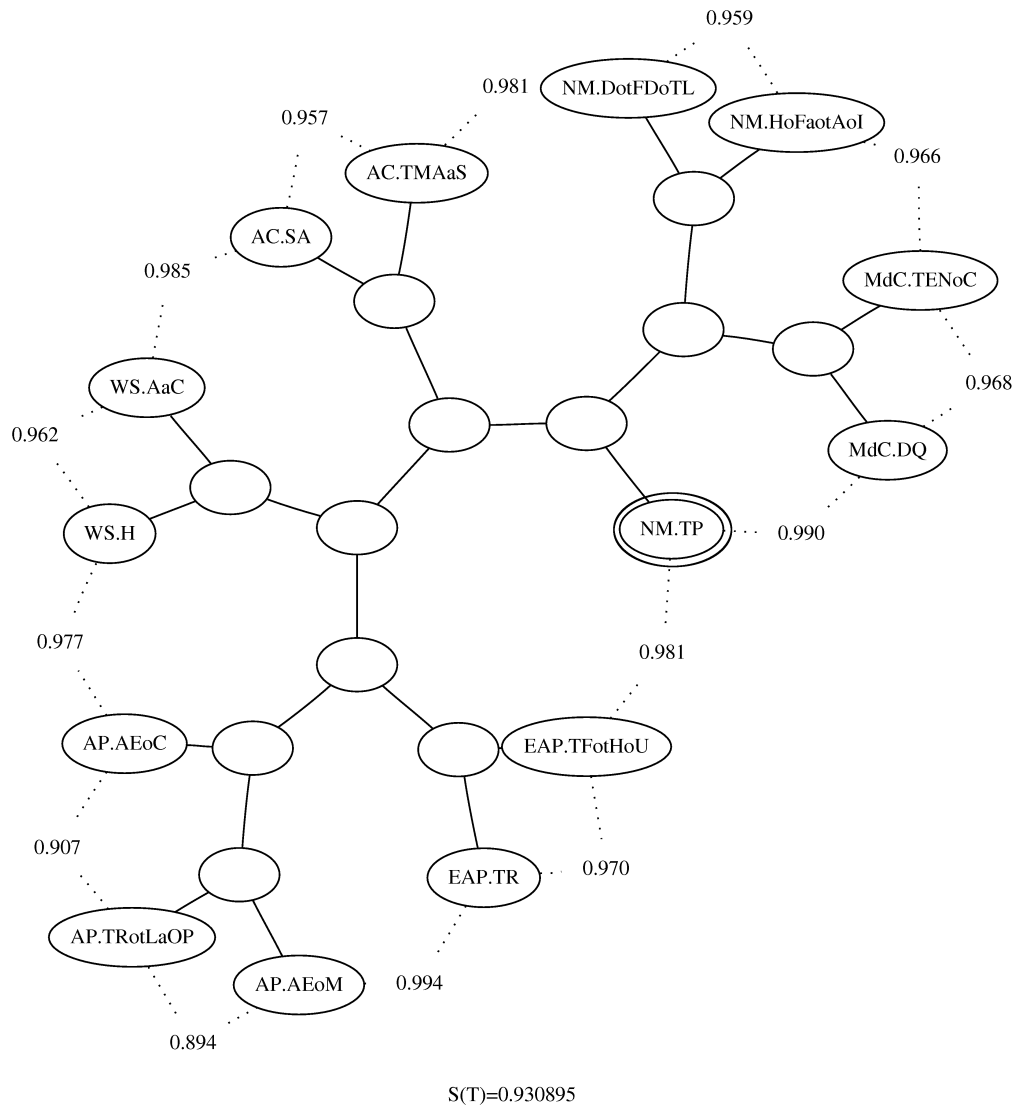 0.959
0.981
NM.DotFDoTL
0.957
NM.HoFaotAoI
0.966
AC.TMAaS
AC.SA
0.985
MdC.TENoC
WS.AaC
0.968
0.962
MdC.DQ
WS.H
NM.TP
0.990
0.977
0.981
AP.AEoC
EAP.TFotHoU
0.907
0.970
EAP.TR
AP.TRotLaOP
AP.AEoM
0.994
0.894
S(T)=0.930895